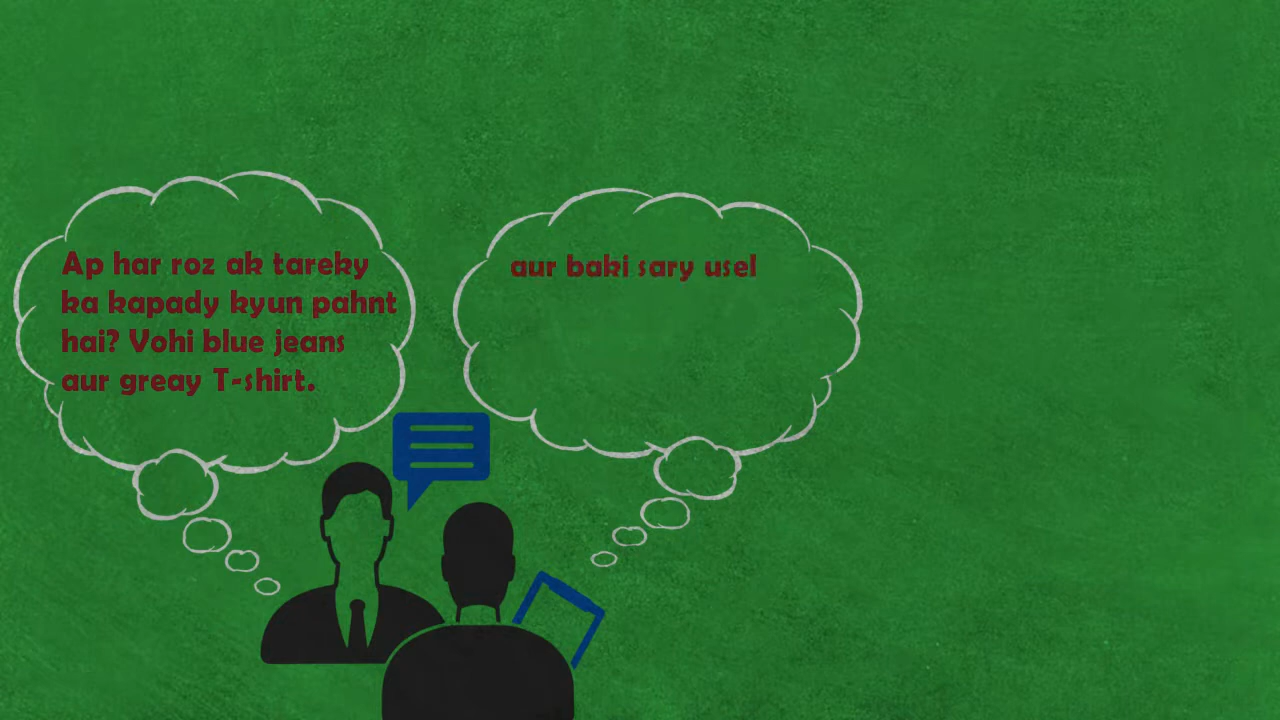 Ap har roz ak tareky
ka kapady kyun pahnt
hai? Vohi blue jeans
aur greay T-shirt.
aur baki sary usel